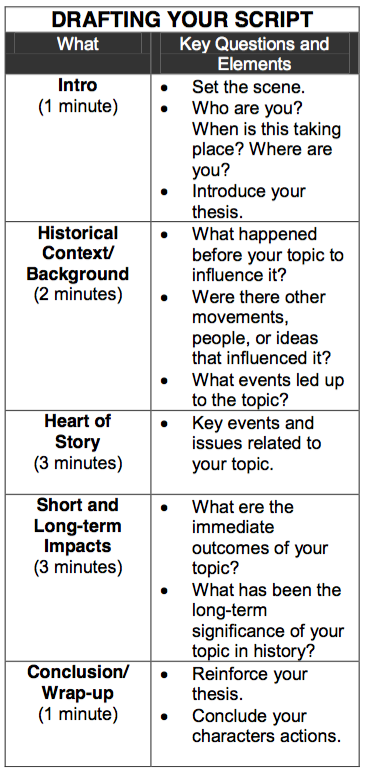 DRAFTING YOUR SCRIPT
What
Key Questions and
Elements
Intro
(1 minute)
• Set the scene.
• Who are you?
When is this taking
place? Where are
you?
• Introduce your
thesis.
Historical
Context/
Background
(2 minutes)
• What happened
before your topic to
influence it?
• Were there other
movements,
people, or ideas
that influenced it?
• What events led up
to the topic?
Heart of
Story
(3 minutes)
• Key events and
issues related to
your topic.
Short and
Long-term
Impacts
(3 minutes)
• What ere the
immediate
outcomes of your
topic?
• What has been the
long-term
significance of your
topic in history?
Conclusion/
Wrap-up
(1 minute)
• Reinforce your
thesis.
• Conclude your
characters actions.